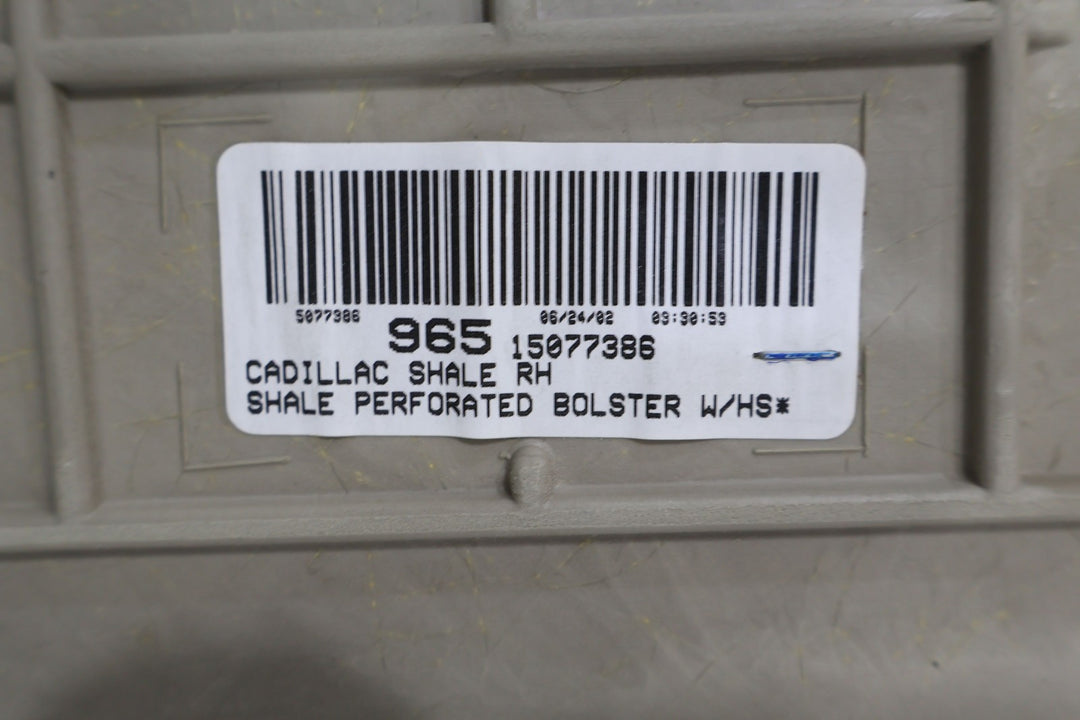 5077386 06/24/02 03:30:53
965 15077386
CADILLAC SHALE RH
SHALE PERFORATED BOLSTER W/HS*